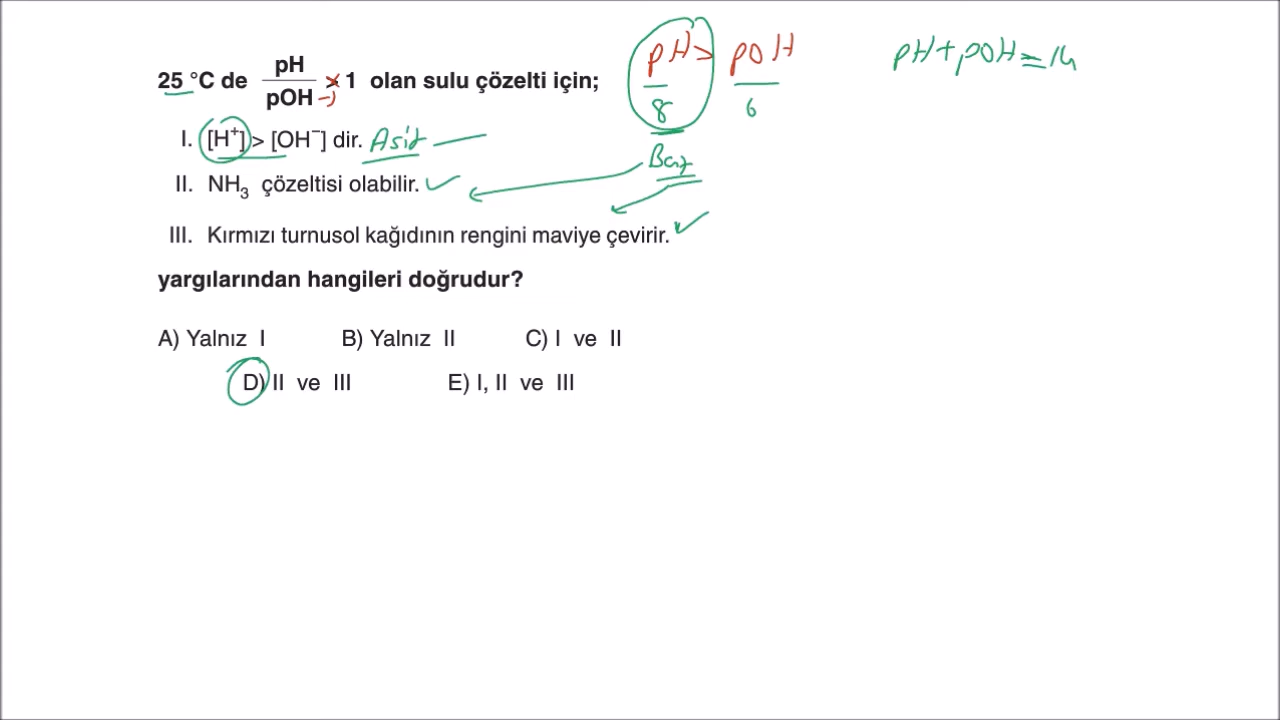 25 °C de pH / pOH > 1 olan sulu çözelti için; pH > pOH pH+pOH=14
8 6
I. [H⁺] > [OH⁻] dir. Asit
Baz
II. NH₃ çözeltisi olabilir.
III. Kırmızı turnusol kağıdının rengini maviye çevirir.
yargılarından hangileri doğrudur?
A) Yalnız I B) Yalnız II C) I ve II
D) II ve III E) I, II ve III